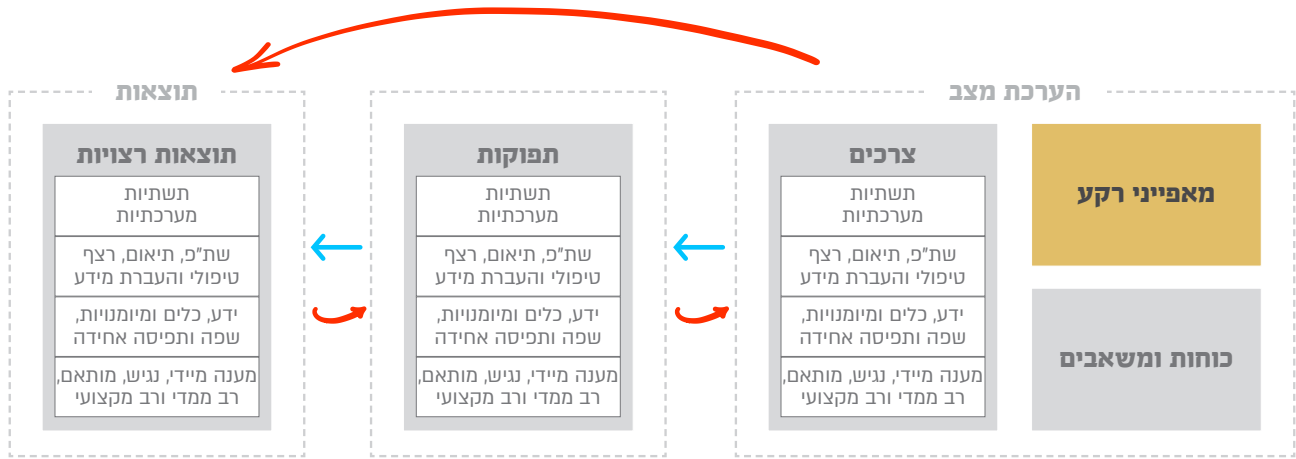 הערכת מצב
מאפייני רקע
כוחות ומשאבים
צרכים
תשתיות
מערכתיות
שת"פ, תיאום, רצף
טיפולי והעברת מידע
ידע, כלים ומיומנויות,
שפה ותפיסה אחידה
מענה מיידי, נגיש, מותאם,
רב ממדי ורב מקצועי
תפוקות
תשתיות
מערכתיות
שת"פ, תיאום, רצף
טיפולי והעברת מידע
ידע, כלים ומיומנויות,
שפה ותפיסה אחידה
מענה מיידי, נגיש, מותאם,
רב ממדי ורב מקצועי
תוצאות
תוצאות רצויות
תשתיות
מערכתיות
שת"פ, תיאום, רצף
טיפולי והעברת מידע
ידע, כלים ומיומנויות,
שפה ותפיסה אחידה
מענה מיידי, נגיש, מותאם,
רב ממדי ורב מקצועי